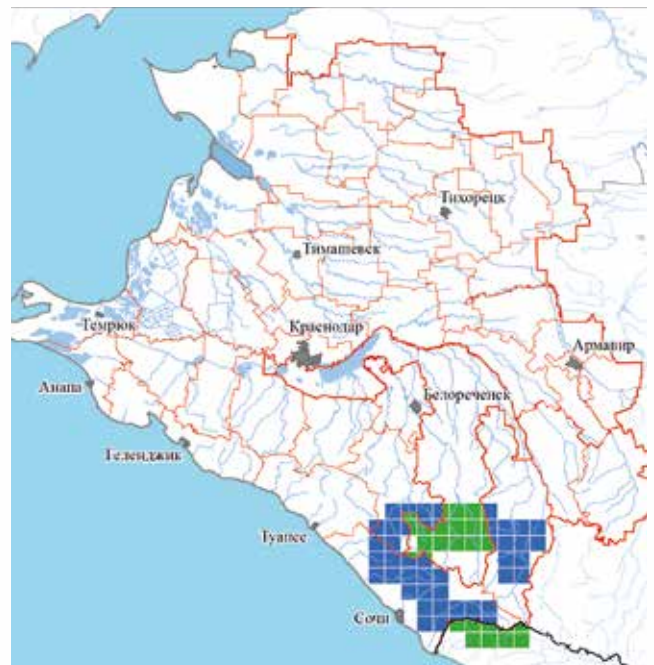 Тихорецк
Тимашевск
Темрюк
Краснодар
Армавир
Анапа
Белореченск
Геленджик
Туапсе
Сочи